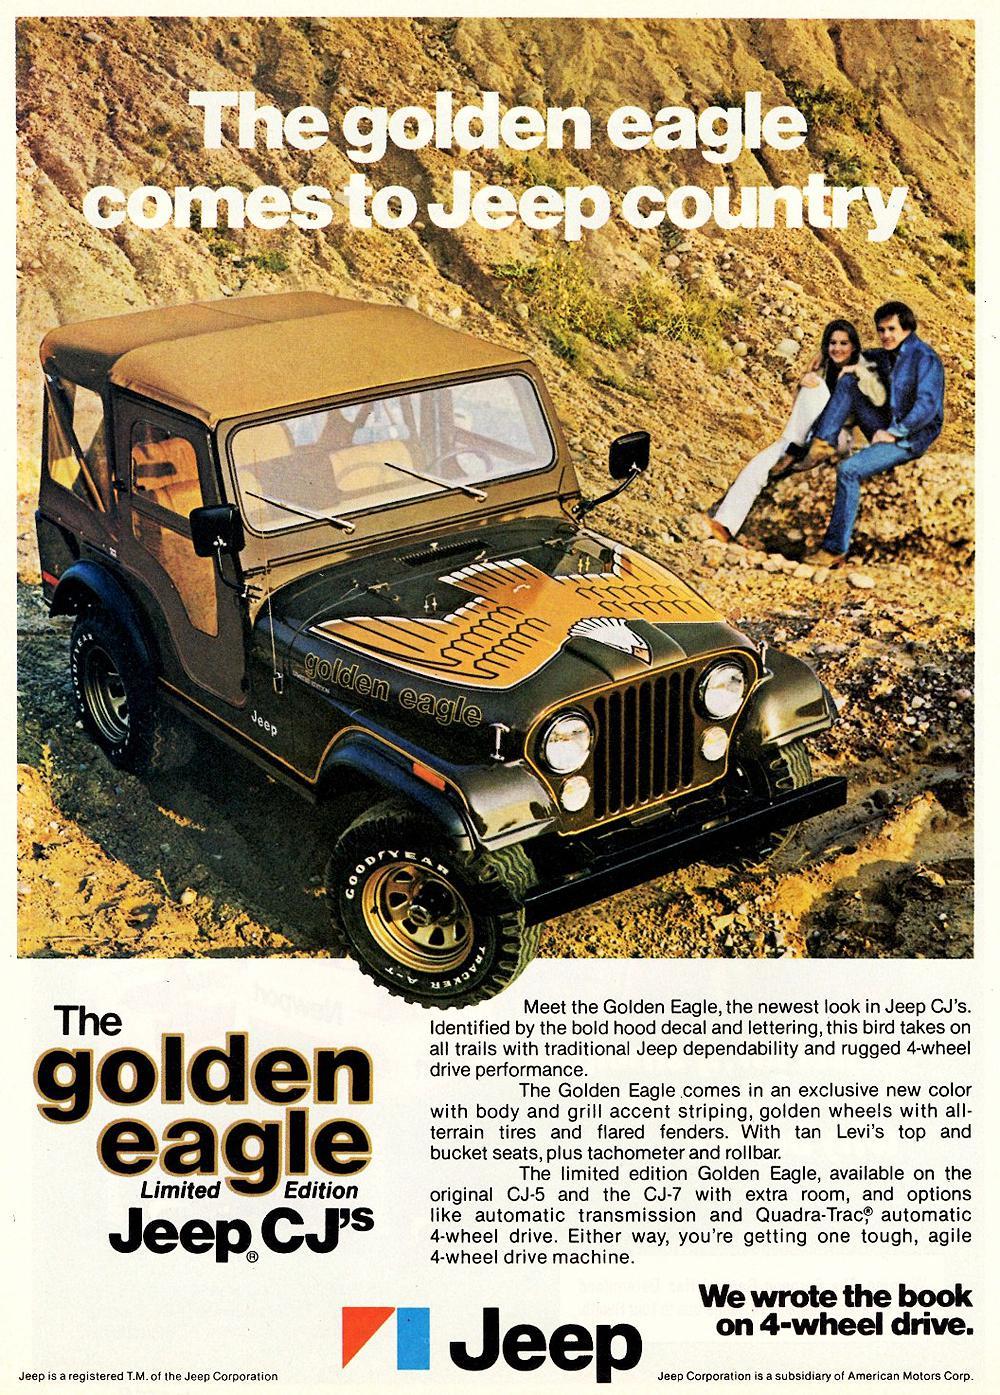 The golden eagle
comes to Jeep country
golden eagle
LIMITED EDITION
Jeep
GOODYEAR
GOODYEAR
TRACKER A-T
The
golden
eagle
Limited Edition
Jeep® CJ's
Meet the Golden Eagle, the newest look in Jeep CJ's.
Identified by the bold hood decal and lettering, this bird takes on
all trails with traditional Jeep dependability and rugged 4-wheel
drive performance.
The Golden Eagle comes in an exclusive new color
with body and grill accent striping, golden wheels with all-
terrain tires and flared fenders. With tan Levi's top and
bucket seats, plus tachometer and rollbar.
The limited edition Golden Eagle, available on the
original CJ-5 and the CJ-7 with extra room, and options
like automatic transmission and Quadra-Trac,® automatic
4-wheel drive. Either way, you're getting one tough, agile
4-wheel drive machine.
We wrote the book
on 4-wheel drive.
Jeep
Jeep is a registered T.M. of the Jeep Corporation
Jeep Corporation is a subsidiary of American Motors Corp.